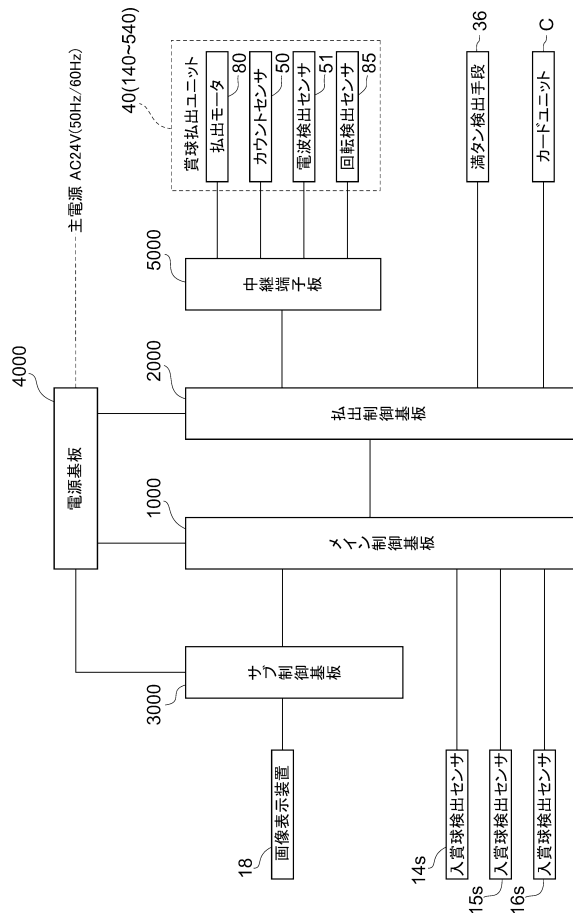 主電源 AC24V(50Hz/60Hz)
4000
電源基板
40(140~540)
賞球払出ユニット
払出モータ
80
カウントセンサ
50
電波検出センサ
51
回転検出センサ
85
満タン検出手段
36
カードユニット
C
5000
中継端子板
2000
払出制御基板
1000
メイン制御基板
3000
サブ制御基板
18
画像表示装置
14s
入賞球検出センサ
15s
入賞球検出センサ
16s
入賞球検出センサ